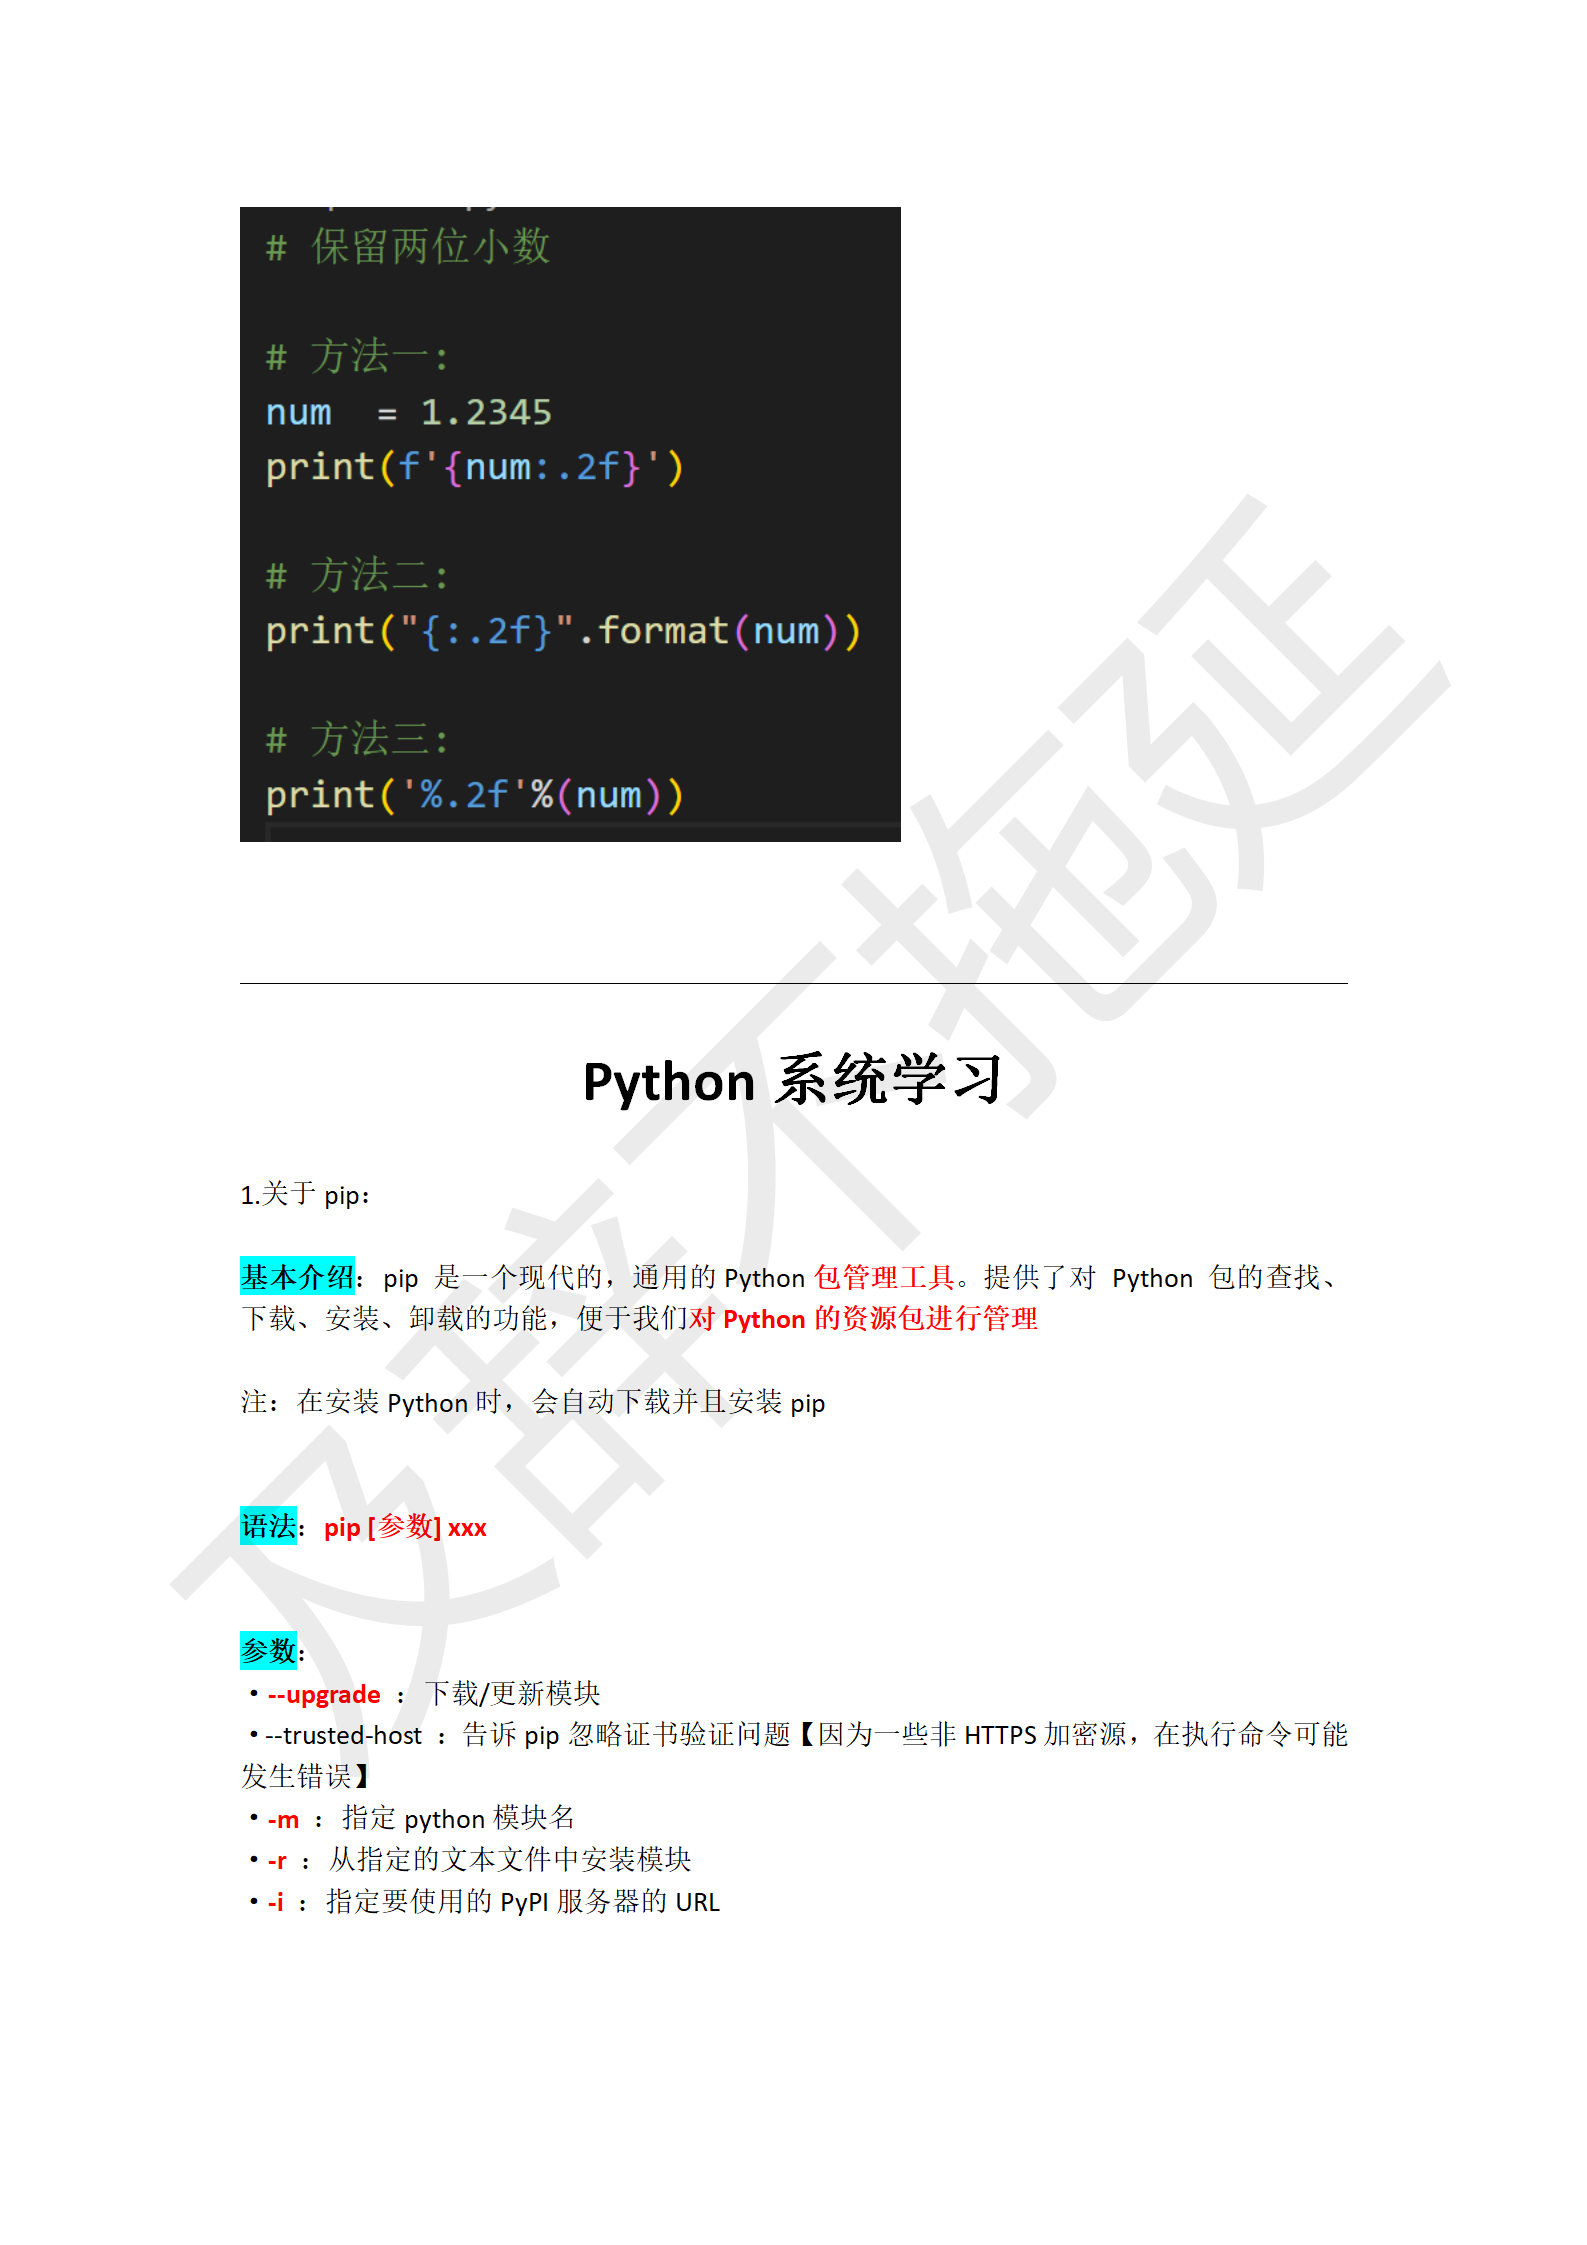 # 保留两位小数
# 方法一:
num  = 1.2345
print(f'{num:.2f}')
# 方法二:
print("{:.2f}".format(num))
# 方法三:
print('%.2f'%(num))
Python 系统学习
1.关于 pip：
基本介绍：pip 是一个现代的，通用的 Python 包管理工具。提供了对 Python 包的查找、
下载、安装、卸载的功能，便于我们对 Python 的资源包进行管理
注：在安装 Python 时，会自动下载并且安装 pip
语法：pip [参数] xxx
参数：
·--upgrade ：下载/更新模块
·--trusted-host ：告诉 pip 忽略证书验证问题【因为一些非 HTTPS 加密源，在执行命令可能
发生错误】
·-m ：指定 python 模块名
·-r ：从指定的文本文件中安装模块
·-i ：指定要使用的 PyPI 服务器的 URL
及辞不拖延